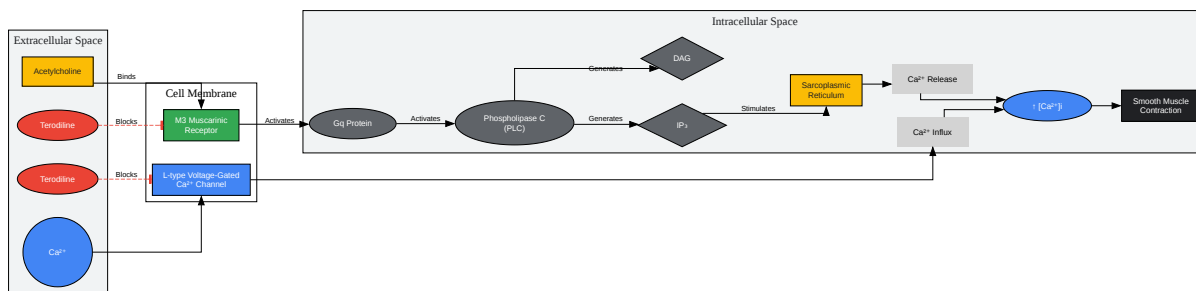 Extracellular Space
Acetylcholine
Binds
Terodiline
Blocks
Terodiline
Blocks
Ca²⁺
Cell Membrane
M3 Muscarinic
Receptor
L-type Voltage-Gated
Ca²⁺ Channel
Activates
Intracellular Space
Gq Protein
Activates
Phospholipase C
(PLC)
Generates
DAG
Generates
IP₃
Stimulates
Sarcoplasmic
Reticulum
Ca²⁺ Release
Ca²⁺ Influx
↑ [Ca²⁺]i
Smooth Muscle
Contraction